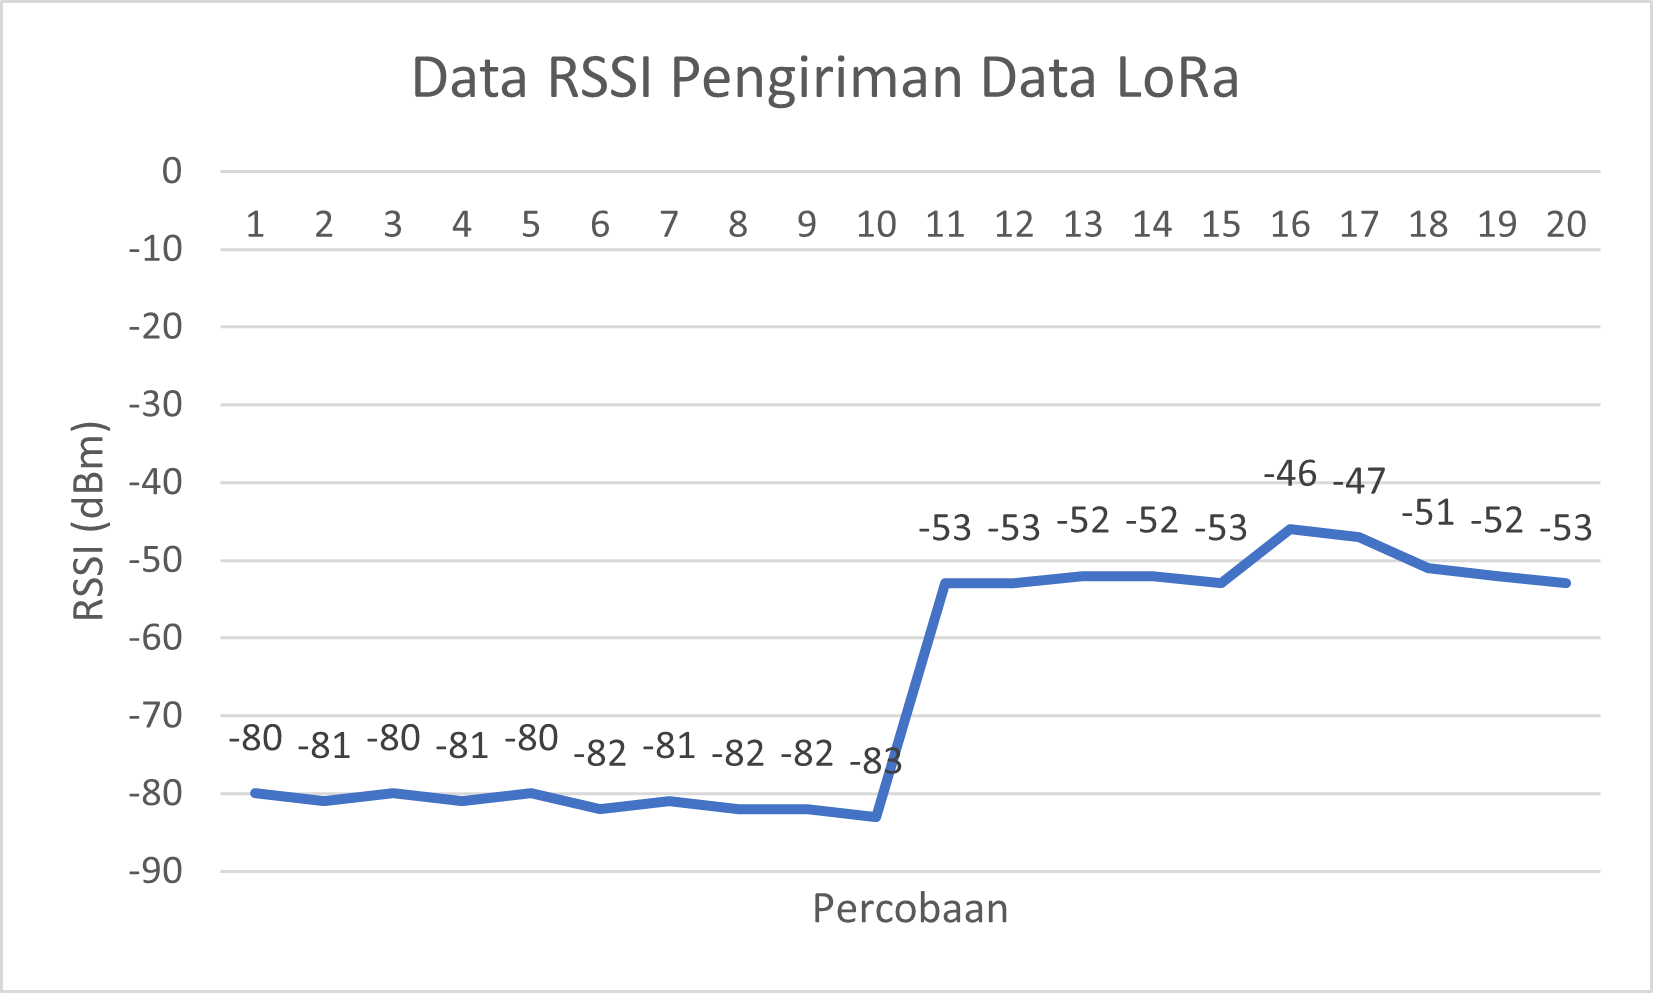 Data RSSI Pengiriman Data LoRa
0
1 2 3 4 5 6 7 8 9 10 11 12 13 14 15 16 17 18 19 20
-10
-20
-30
-40
-50
-60
-70
-80
-90
RSSI (dBm)
-80 -81 -80 -81 -80 -82 -81 -82 -82 -83 -53 -53 -52 -52 -53 -46 -47 -51 -52 -53
Percobaan